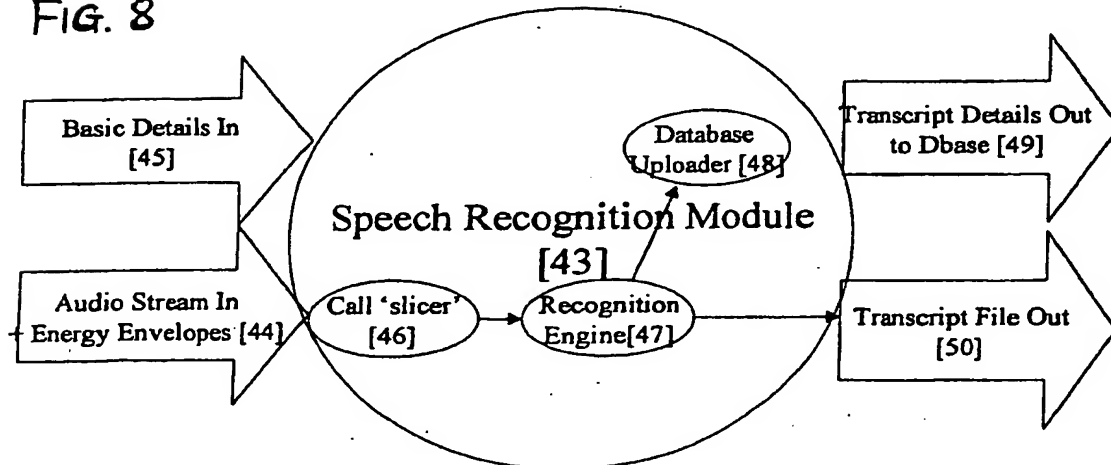 FIG. 8
Basic Details In
[45]
Audio Stream In
+ Energy Envelopes [44]
Speech Recognition Module
[43]
Call 'slicer'
[46]
Recognition
Engine[47]
Database
Uploader [48]
Transcript Details Out
to Dbase [49]
Transcript File Out
[50]